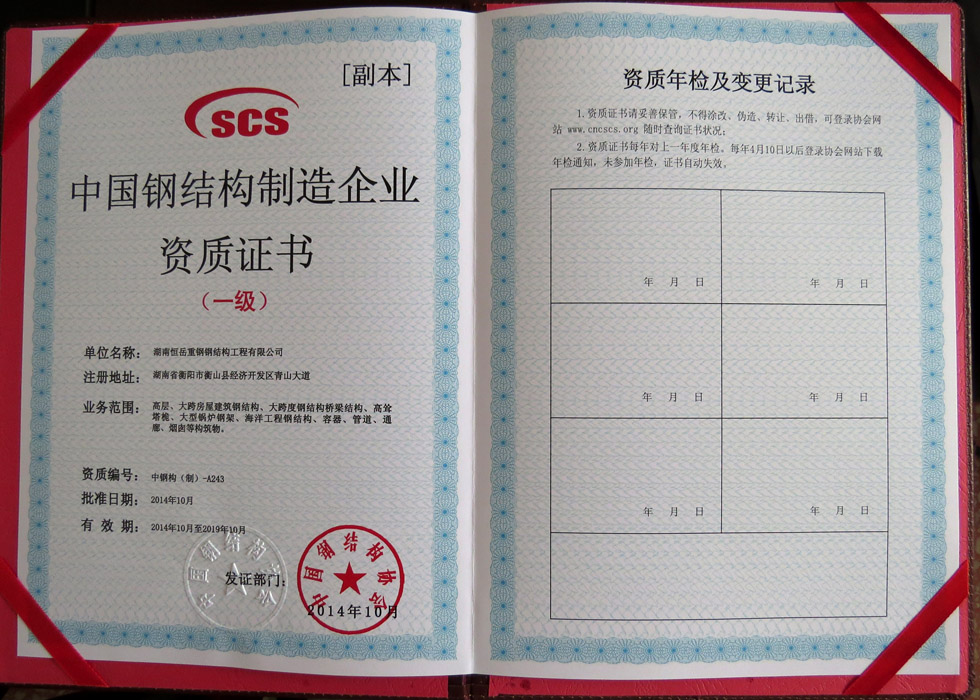 [副本]
SCS
中国钢结构制造企业
资质证书
（一级）
单位名称： 湖南恒岳重钢钢结构工程有限公司
注册地址： 湖南省衡阳市衡山县经济开发区青山大道
业务范围： 高层、大跨房屋建筑钢结构、大跨度钢结构桥梁结构、高耸
塔桅、大型锅炉钢架、海洋工程钢结构、容器、管道、通
廊、烟囱等构筑物。
资质编号： 中钢构（制）-A243
批准日期： 2014年10月
有 效 期： 2014年10月至2019年10月
中国钢结构协会
发证部门：
中国钢结构协会
2014年10月
资质年检及变更记录
1.资质证书请妥善保管，不得涂改、伪造、转让、出借，可登录协会网
站 www.cncscs.org 随时查询证书状况；
2.资质证书每年对上一年度年检。每年4月10日以后登录协会网站下载
年检通知，未参加年检，证书自动失效。
年 月 日 年 月 日
年 月 日 年 月 日
年 月 日 年 月 日